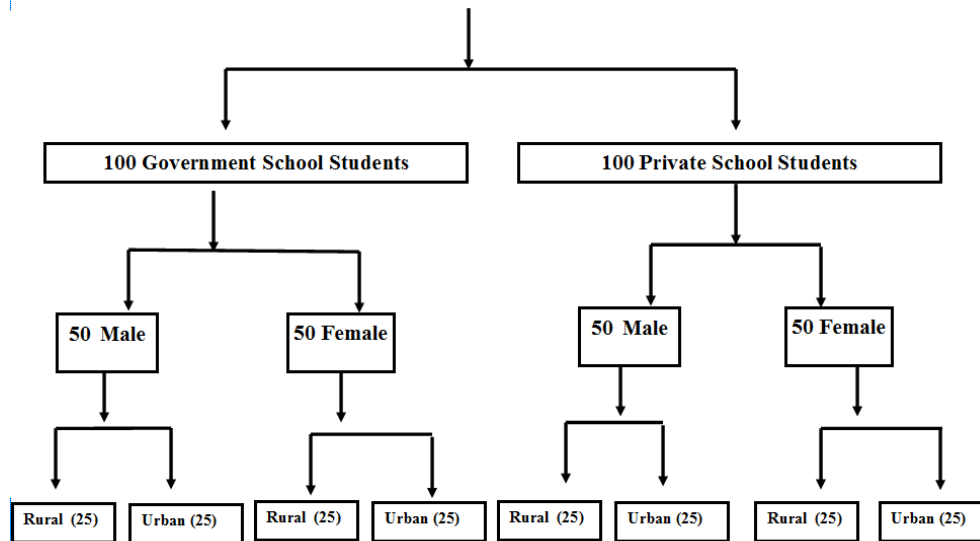 100 Government School Students
100 Private School Students
50 Male
50 Female
50 Male
50 Female
Rural (25)
Urban (25)
Rural (25)
Urban (25)
Rural (25)
Urban (25)
Rural (25)
Urban (25)